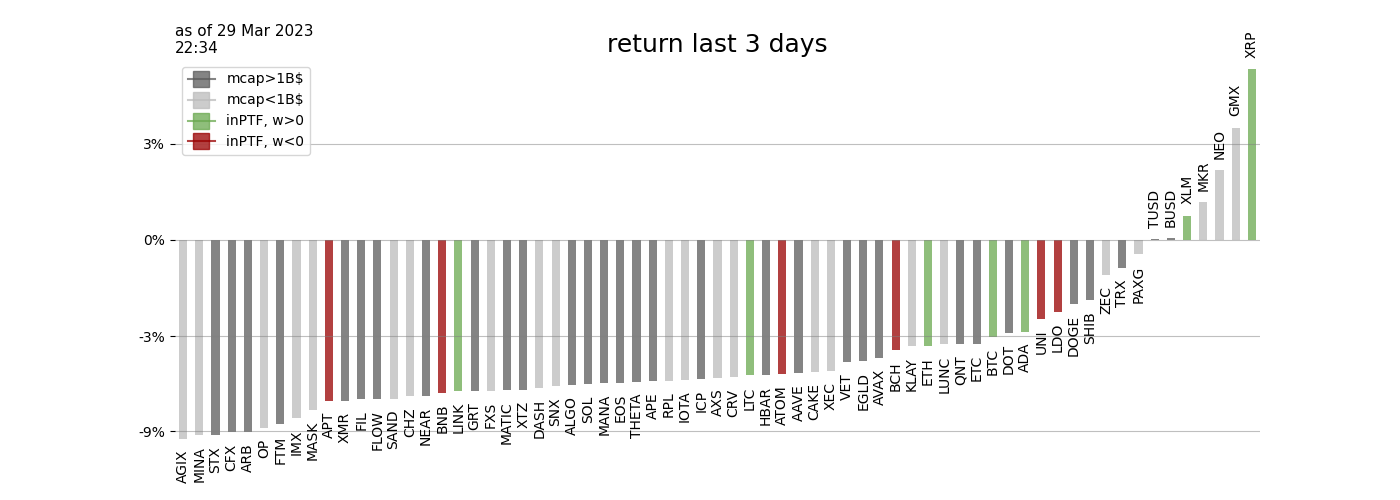 as of 29 Mar 2023
22:34
return last 3 days
mcap>1B$
mcap<1B$
inPTF, w>0
inPTF, w<0
3%
0%
-3%
-9%
AGIX
MINA
STX
CFX
ARB
OP
FTM
IMX
MASK
APT
XMR
FIL
FLOW
SAND
CHZ
NEAR
BNB
LINK
GRT
FXS
MATIC
XTZ
DASH
SNX
ALGO
SOL
MANA
EOS
THETA
APE
RPL
IOTA
ICP
AXS
CRV
LTC
HBAR
ATOM
AAVE
CAKE
XEC
VET
EGLD
AVAX
BCH
KLAY
ETH
LUNC
QNT
ETC
BTC
DOT
ADA
UNI
LDO
DOGE
SHIB
ZEC
TRX
PAXG
TUSD
BUSD
XLM
MKR
NEO
GMX
XRP